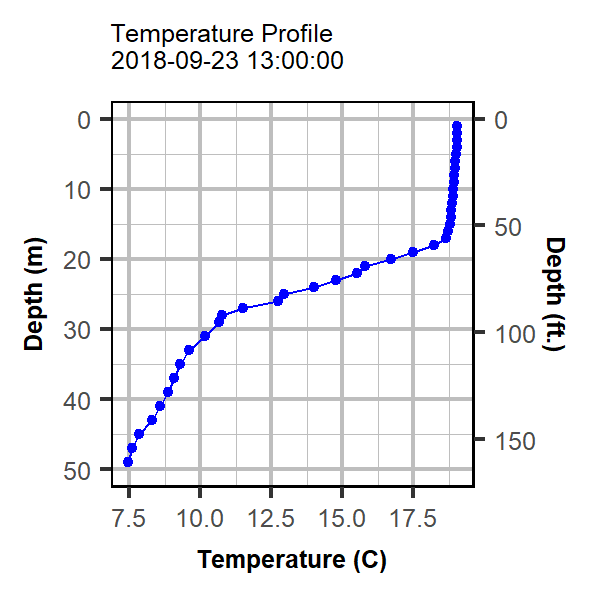 Temperature Profile
2018-09-23 13:00:00
0
10
20
30
40
50
Depth (m)
0
50
100
150
Depth (ft.)
7.5 10.0 12.5 15.0 17.5
Temperature (C)